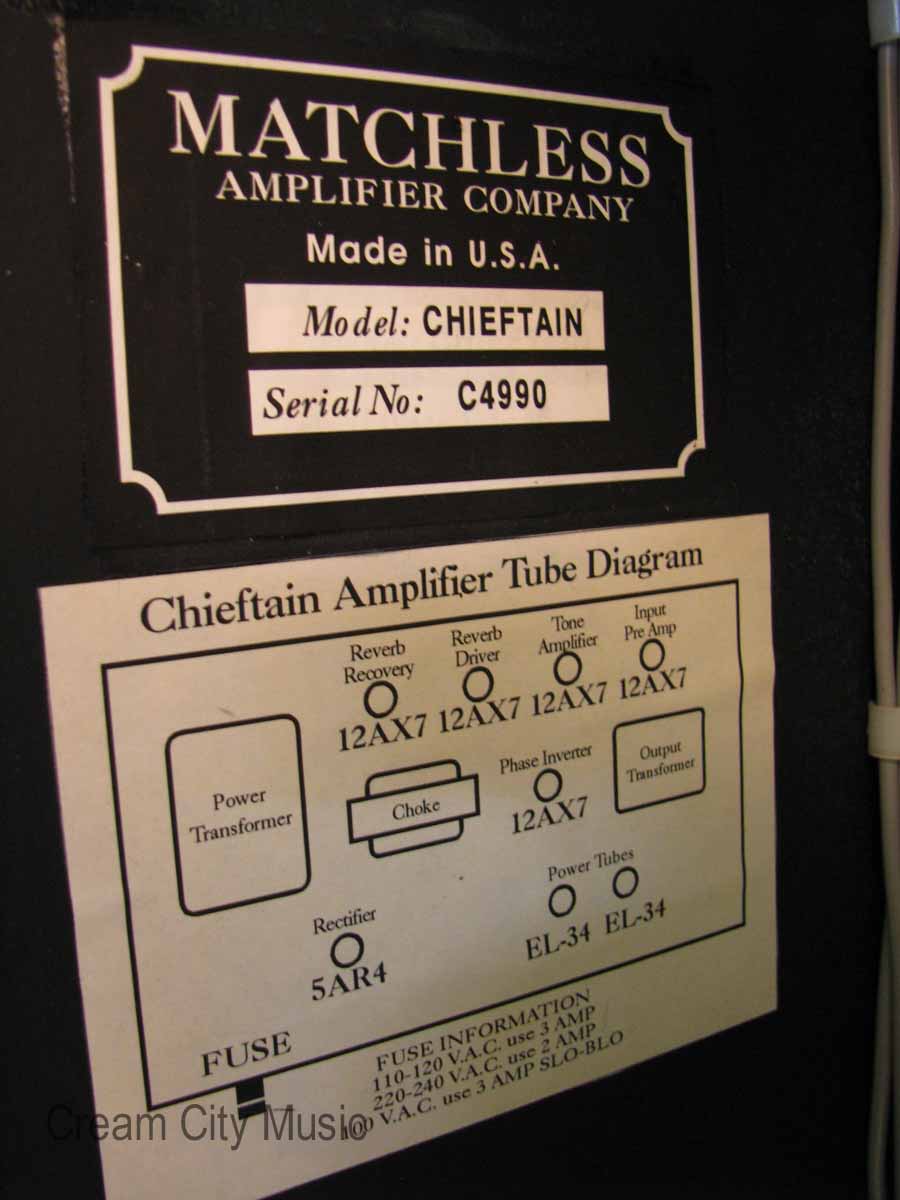 MATCHLESS
AMPLIFIER COMPANY
Made in U.S.A.
Model: CHIEFTAIN
Serial No: C4990
Chieftain Amplifier Tube Diagram
Reverb
Recovery
12AX7
Reverb
Driver
12AX7
Tone
Amplifier
12AX7
Input
Pre Amp
12AX7
Power
Transformer
Choke
Phase Inverter
12AX7
Output
Transformer
Rectifier
5AR4
Power Tubes
EL-34 EL-34
FUSE
FUSE INFORMATION
110-120 V.A.C. use 3 AMP
220-240 V.A.C. use 2 AMP
100 V.A.C. use 3 AMP SLO-BLO
Cream City Music